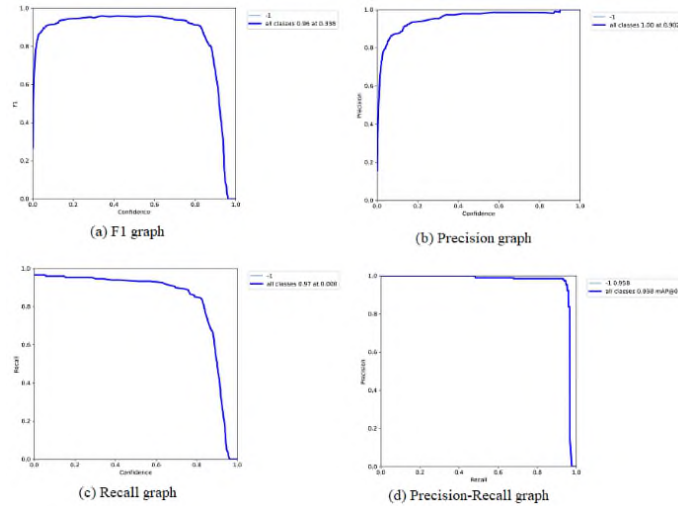 -1
all classes 0.96 at 0.338
F1
1.0
0.8
0.6
0.4
0.2
0.0
0.0 0.2 0.4 0.6 0.8 1.0
Confidence
(a) F1 graph
-1
all classes 1.00 at 0.902
Precision
1.0
0.8
0.6
0.4
0.2
0.0
0.0 0.2 0.4 0.6 0.8 1.0
Confidence
(b) Precision graph
-1
all classes 0.97 at 0.000
Recall
1.0
0.8
0.6
0.4
0.2
0.0
0.0 0.2 0.4 0.6 0.8 1.0
Confidence
(c) Recall graph
-1 0.958
all classes 0.958 mAP@0
Precision
1.0
0.8
0.6
0.4
0.2
0.0
0.0 0.2 0.4 0.6 0.8 1.0
Recall
(d) Precision-Recall graph